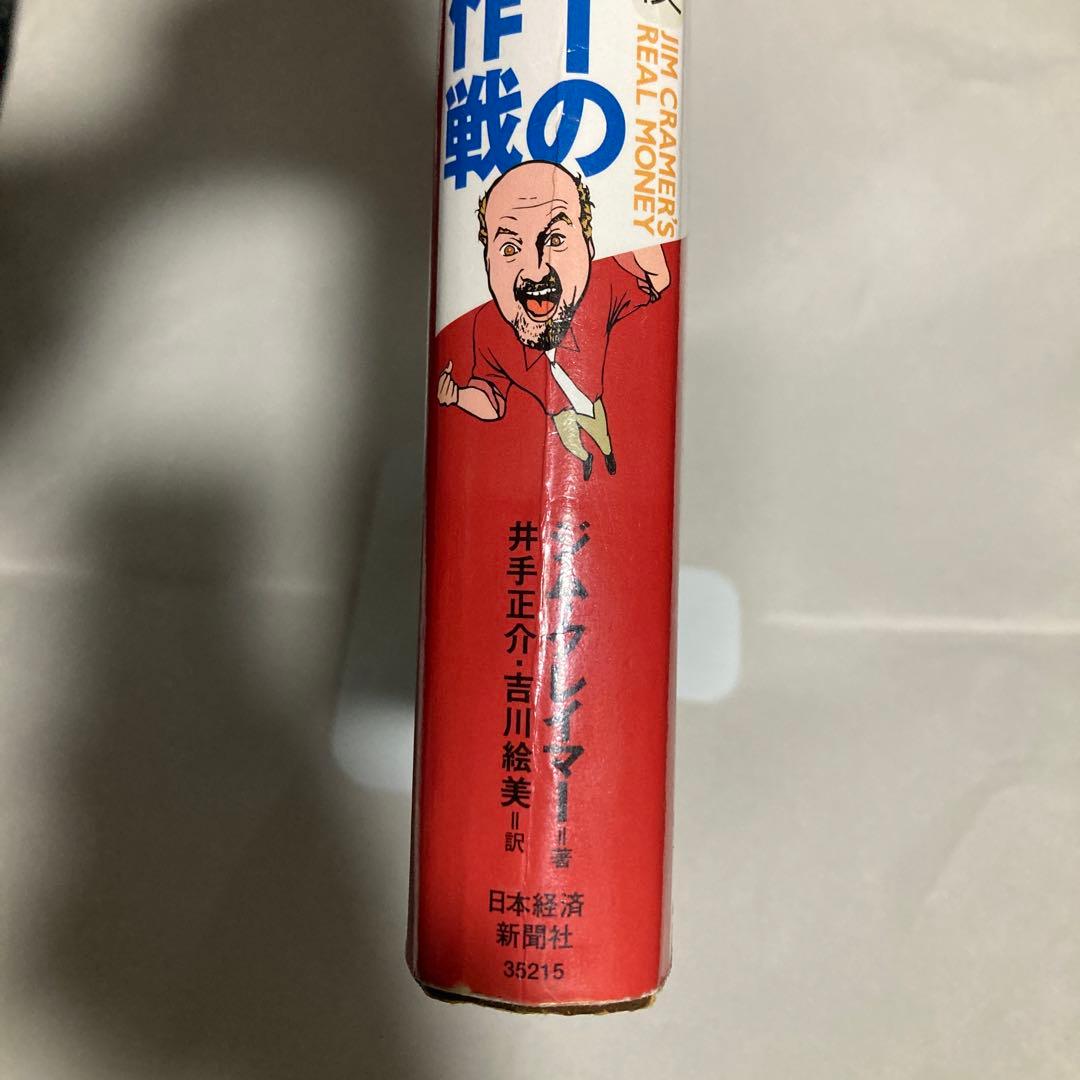 JIM CRAMER'S
REAL MONEY
ーの
作戦
ジム・クレイマー=著
井手正介・吉川絵美=訳
日本経済
新聞社
35215